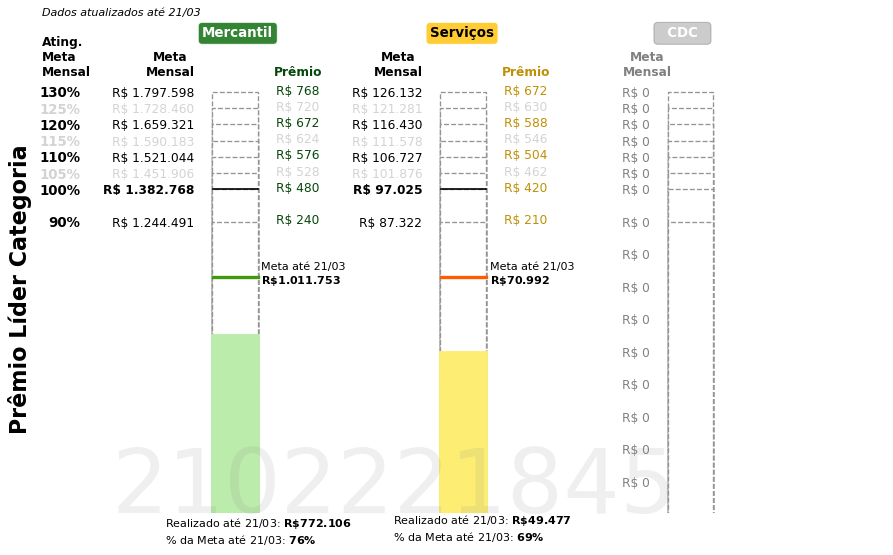 Dados atualizados até 21/03
Mercantil
Serviços
CDC
Ating.
Meta
Mensal
Meta
Mensal
Prêmio
Meta
Mensal
Prêmio
Meta
Mensal
130% R$ 1.797.598 R$ 768 R$ 126.132 R$ 672 R$ 0
125% R$ 1.728.460 R$ 720 R$ 121.281 R$ 630 R$ 0
120% R$ 1.659.321 R$ 672 R$ 116.430 R$ 588 R$ 0
115% R$ 1.590.183 R$ 624 R$ 111.578 R$ 546 R$ 0
110% R$ 1.521.044 R$ 576 R$ 106.727 R$ 504 R$ 0
105% R$ 1.451.906 R$ 528 R$ 101.876 R$ 462 R$ 0
100% R$ 1.382.768 R$ 480 R$ 97.025 R$ 420 R$ 0
90% R$ 1.244.491 R$ 240 R$ 87.322 R$ 210 R$ 0
R$ 0
R$ 0
R$ 0
R$ 0
R$ 0
R$ 0
R$ 0
R$ 0
Meta até 21/03
R$1.011.753
Meta até 21/03
R$70.992
Prêmio Líder Categoria
2102221845
Realizado até 21/03: R$772.106
% da Meta até 21/03: 76%
Realizado até 21/03: R$49.477
% da Meta até 21/03: 69%